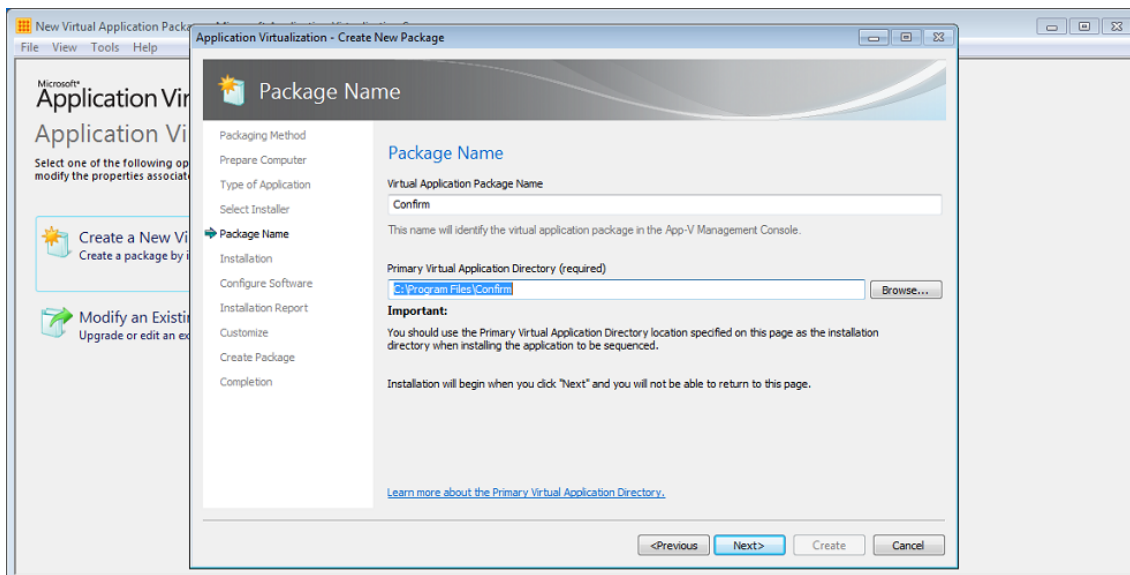 New Virtual Application Packa
File View Tools Help
Microsoft®
Application Vir
Application Vi
Select one of the following op
modify the properties associat
Create a New Vi
Create a package by i
Modify an Existi
Upgrade or edit an ex
Application Virtualization - Create New Package
Package Name
Packaging Method
Prepare Computer
Type of Application
Select Installer
Package Name
Installation
Configure Software
Installation Report
Customize
Create Package
Completion
Package Name
Virtual Application Package Name
Confirm
This name will identify the virtual application package in the App-V Management Console.
Primary Virtual Application Directory (required)
C:\Program Files\Confirm
Browse...
Important:
You should use the Primary Virtual Application Directory location specified on this page as the installation
directory when installing the application to be sequenced.
Installation will begin when you click "Next" and you will not be able to return to this page.
Learn more about the Primary Virtual Application Directory.
<Previous Next> Create Cancel